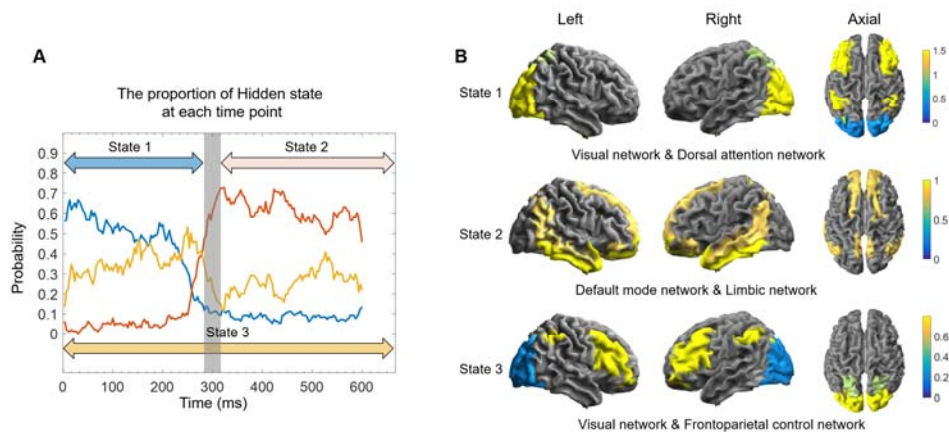 A
The proportion of Hidden state
at each time point
State 1
State 2
State 3
Probability
0.9
0.8
0.7
0.6
0.5
0.4
0.3
0.2
0.1
0
0 100 200 300 400 500 600
Time (ms)
B
Left Right Axial
State 1
1.5
1
0.5
0
Visual network & Dorsal attention network
State 2
1
0.5
0
Default mode network & Limbic network
State 3
0.6
0.4
0.2
0
Visual network & Frontoparietal control network